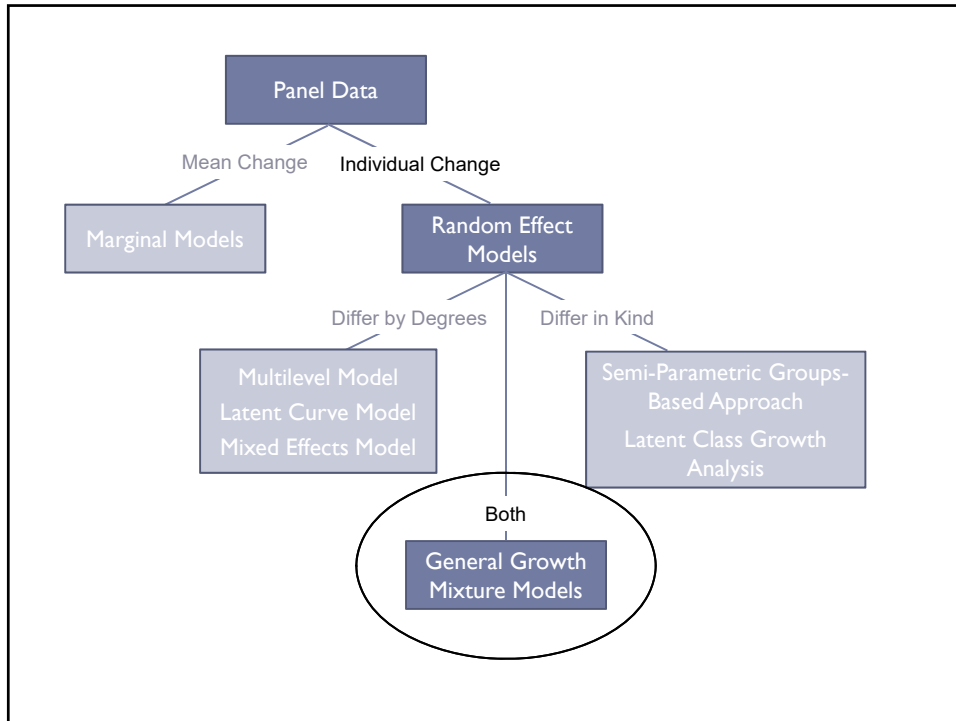 Panel Data
Mean Change
Individual Change
Marginal Models
Random Effect
Models
Differ by Degrees
Differ in Kind
Multilevel Model
Latent Curve Model
Mixed Effects Model
Semi-Parametric Groups-
Based Approach
Latent Class Growth
Analysis
Both
General Growth
Mixture Models